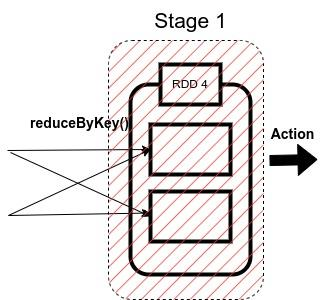 Stage 1
RDD 4
reduceByKey()
Action